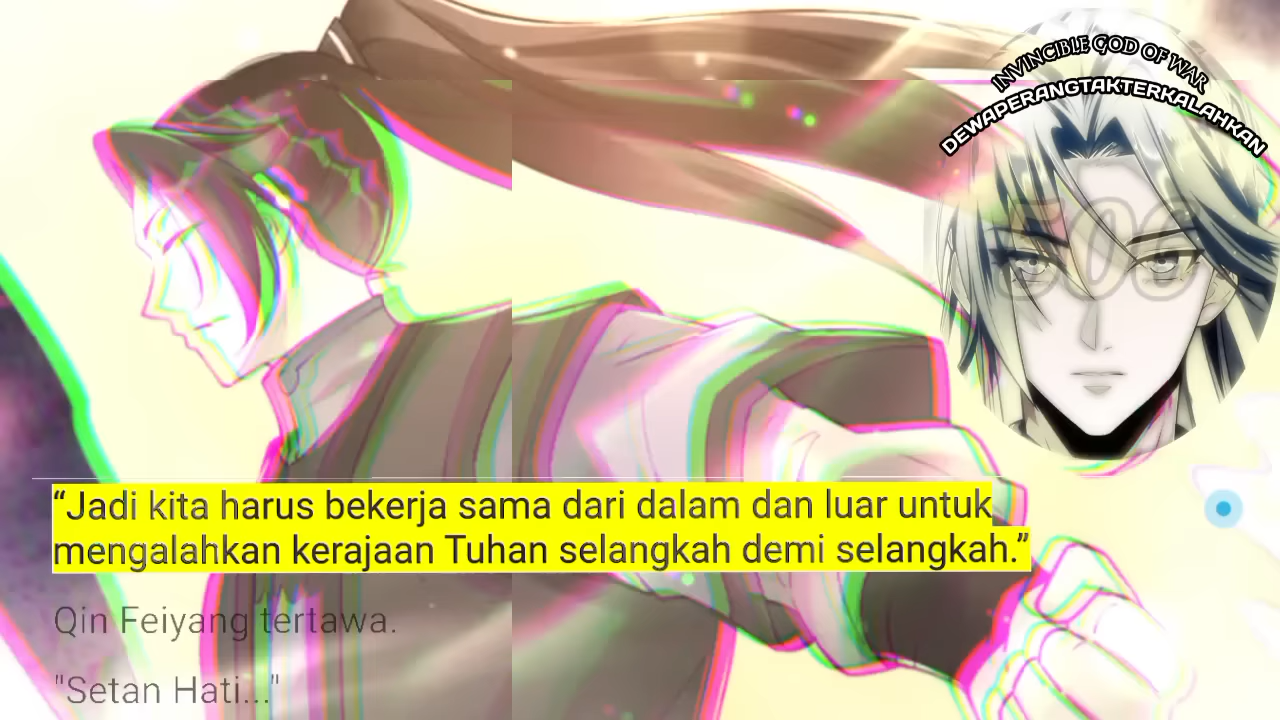 INVINCIBLE GOD OF WAR
DEWAPERANGTAKTERKALAHKAN
506
“Jadi kita harus bekerja sama dari dalam dan luar untuk
mengalahkan kerajaan Tuhan selangkah demi selangkah.”
Qin Feiyang tertawa.
"Setan Hati..."